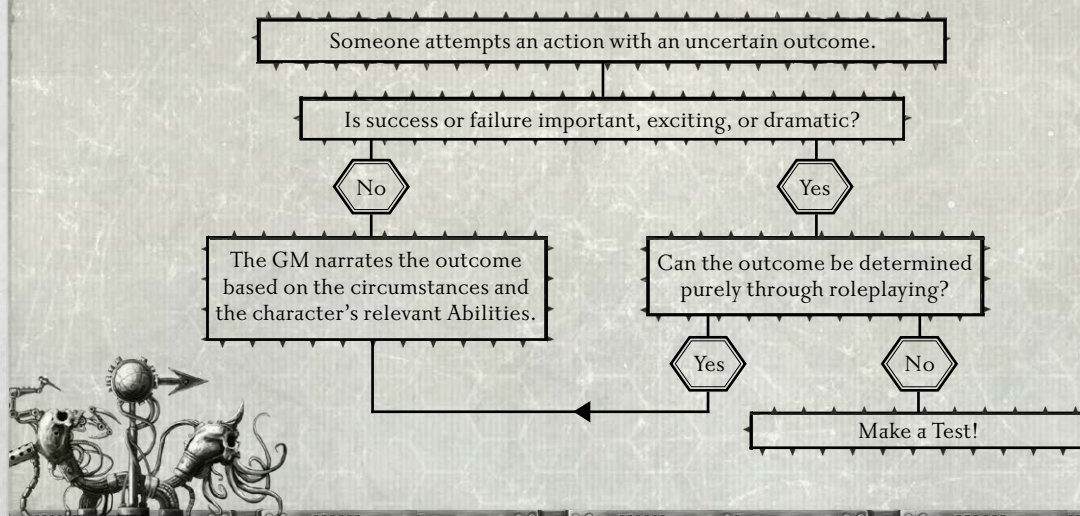 Someone attempts an action with an uncertain outcome.
Is success or failure important, exciting, or dramatic?
No
Yes
The GM narrates the outcome
based on the circumstances and
the character's relevant Abilities.
Can the outcome be determined
purely through roleplaying?
Yes
No
Make a Test!